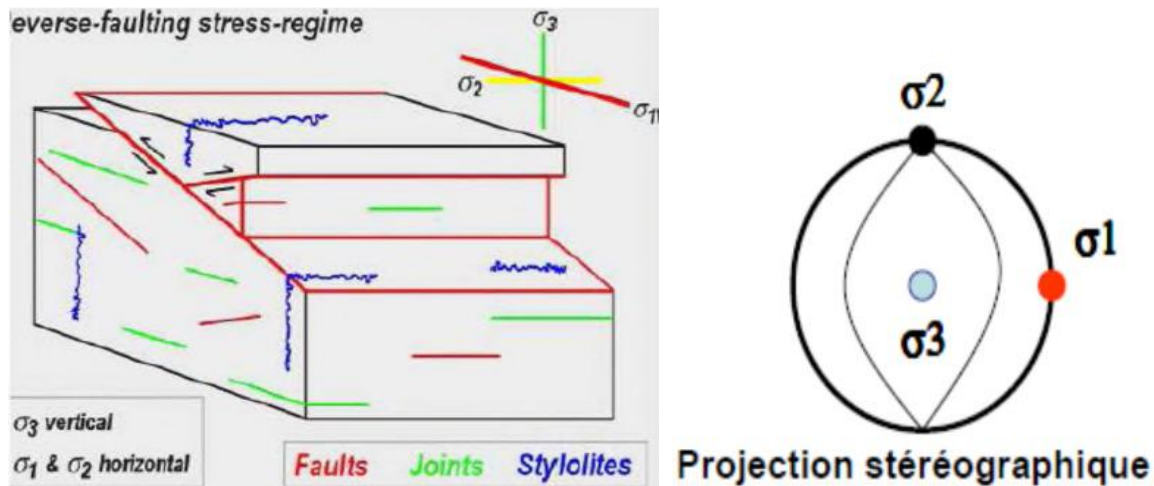 everse-faulting stress-regime
σ3
σ2
σ1
σ3 vertical
σ1 & σ2 horizontal
Faults Joints Stylolites
σ2
σ1
σ3
Projection stéréographique